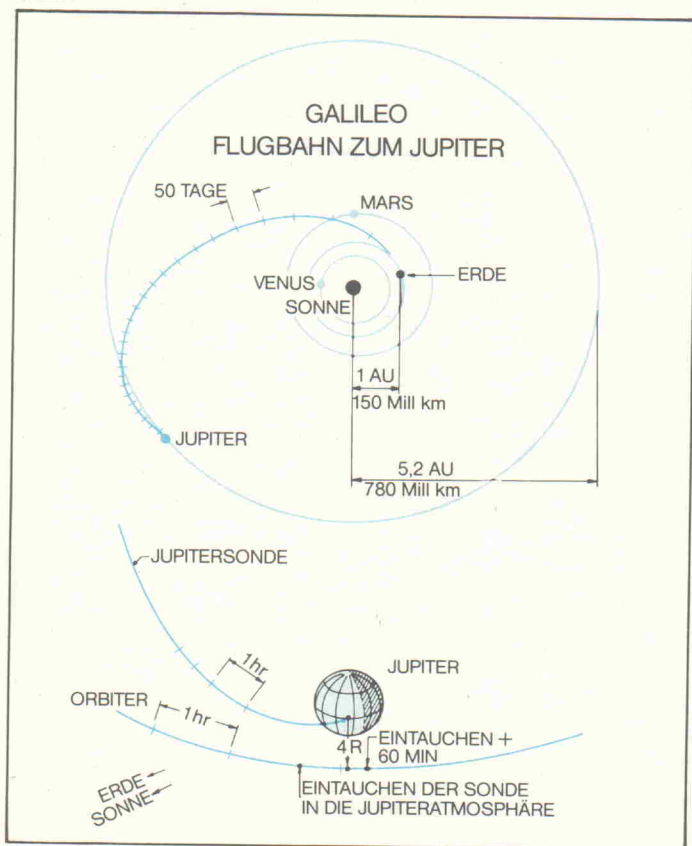 GALILEO
FLUGBAHN ZUM JUPITER
50 TAGE
MARS
ERDE
VENUS
SONNE
1 AU
150 Mill km
JUPITER
5,2 AU
780 Mill km
JUPITERSONDE
1hr
JUPITER
ORBITER
1hr
4R
EINTAUCHEN +
60 MIN
EINTAUCHEN DER SONDE
IN DIE JUPITERATMOSPHÄRE
ERDE
SONNE